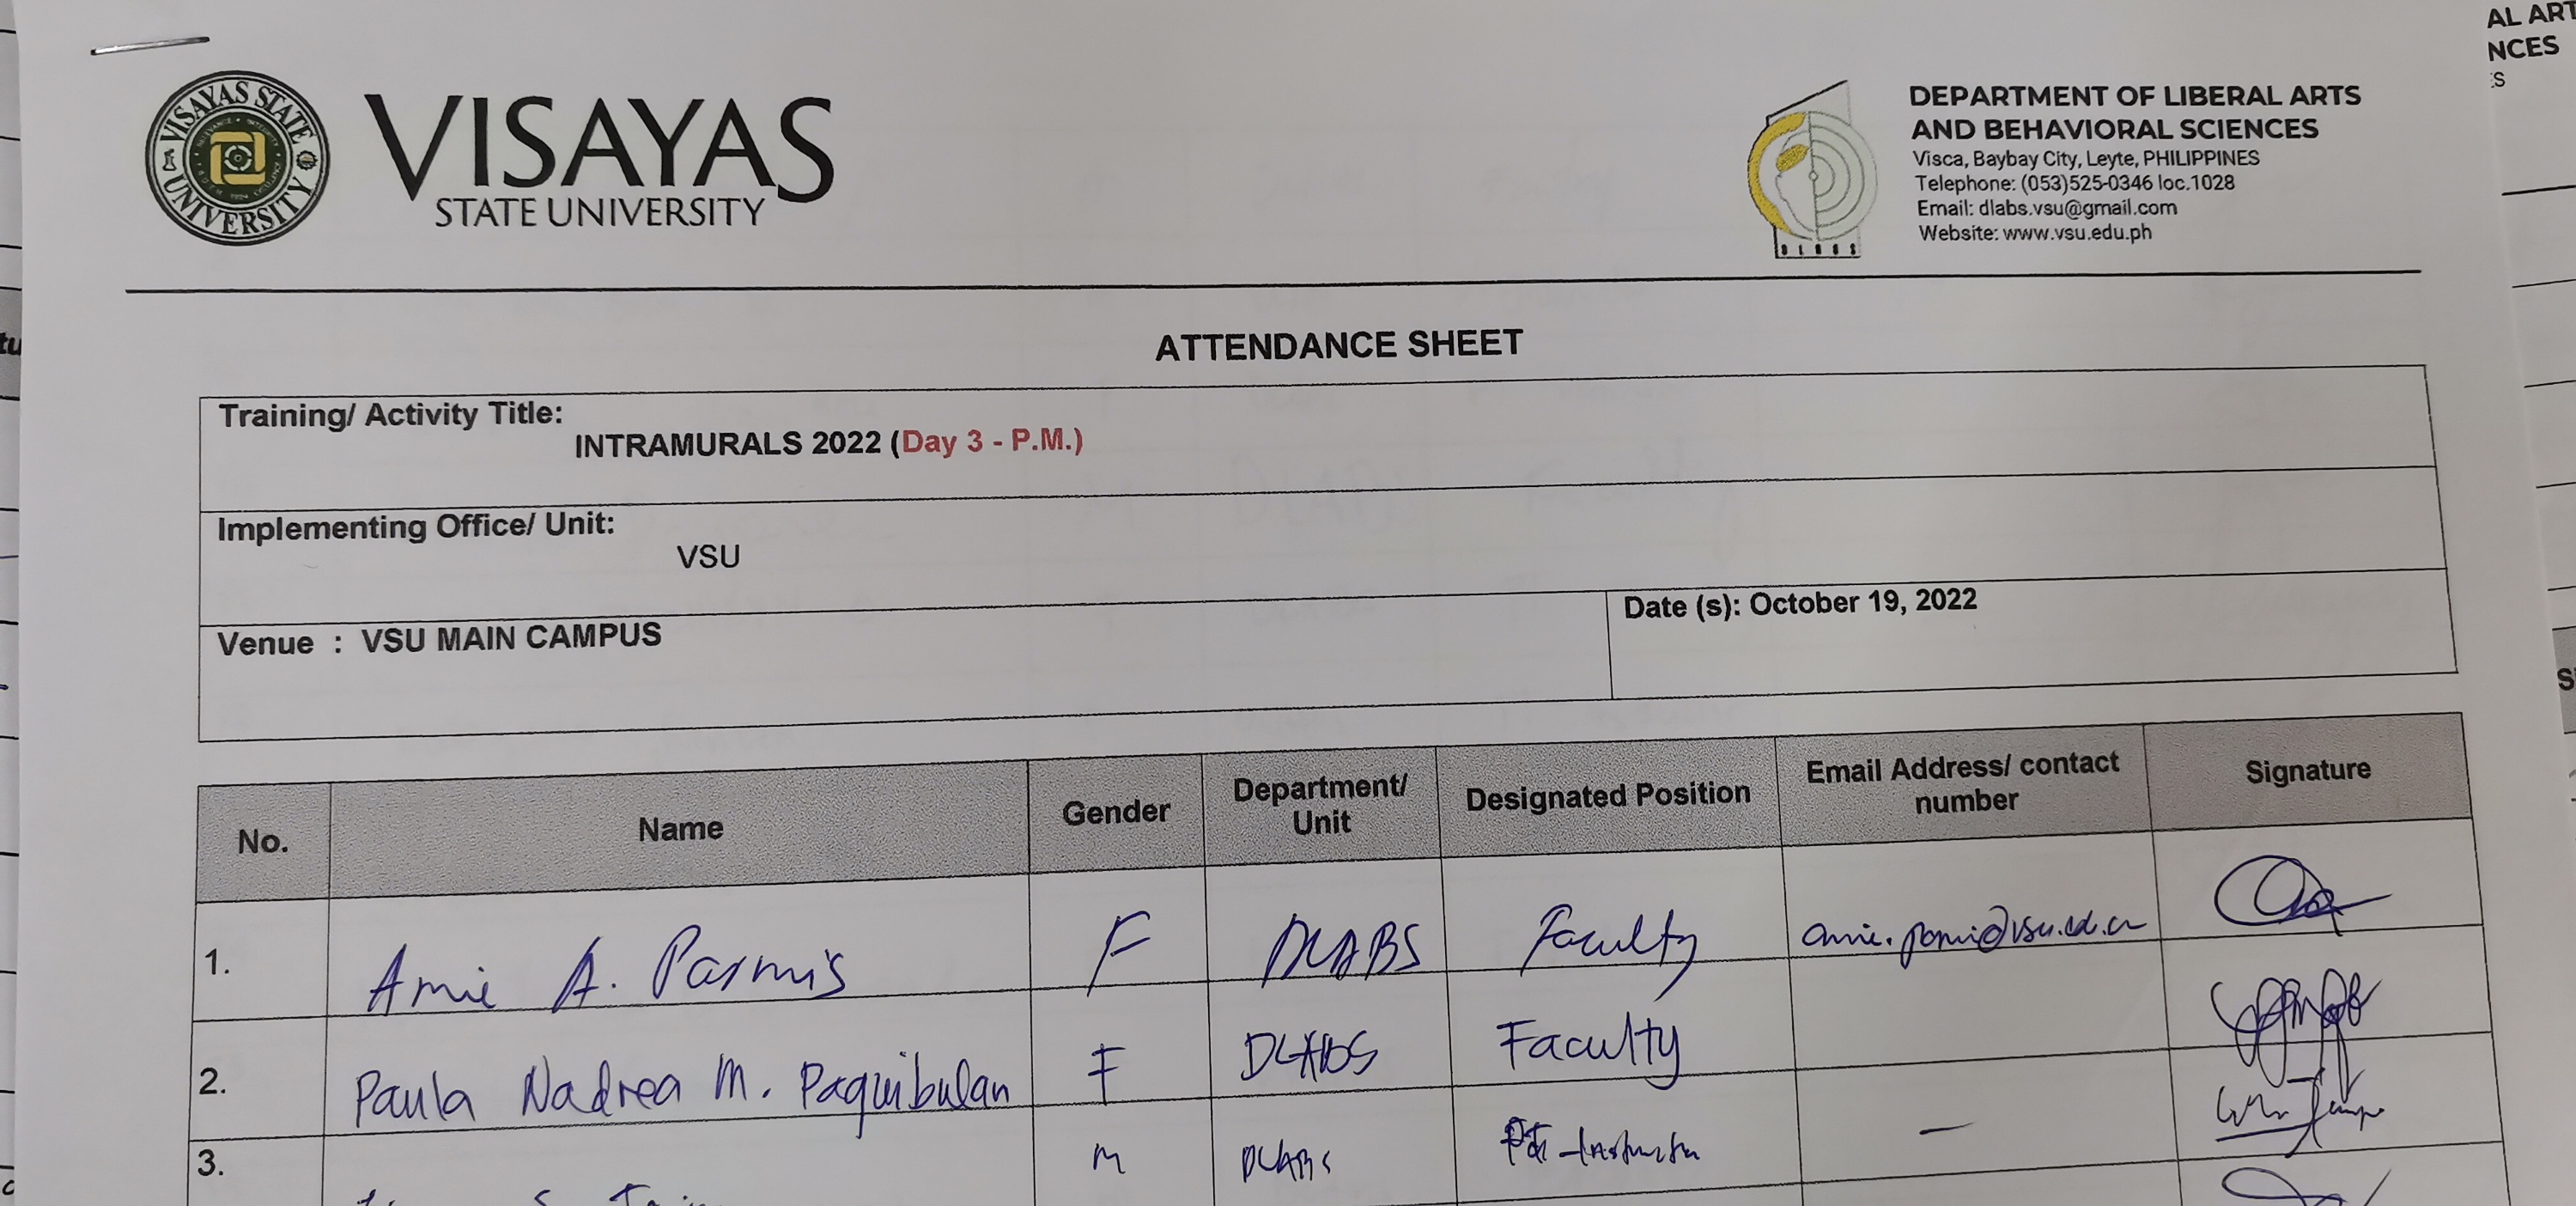 VISAYAS STATE UNIVERSITY
VISAYAS
STATE UNIVERSITY
DEPARTMENT OF LIBERAL ARTS
AND BEHAVIORAL SCIENCES
Visca, Baybay City, Leyte, PHILIPPINES
Telephone: (053)525-0346 loc.1028
Email: dlabs.vsu@gmail.com
Website: www.vsu.edu.ph
AL ART
NCES
ATTENDANCE SHEET
Training/ Activity Title:
INTRAMURALS 2022 (Day 3 - P.M.)
Implementing Office/ Unit:
VSU
Venue : VSU MAIN CAMPUS
Date (s): October 19, 2022
No. Name Gender Department/ Unit Designated Position Email Address/ contact number Signature
1. Amie A. Parmis F DLABS Faculty
2. Paula Nadrea M. Paquibulan F DLABS Faculty
3. M DLABS PT-Instructor —